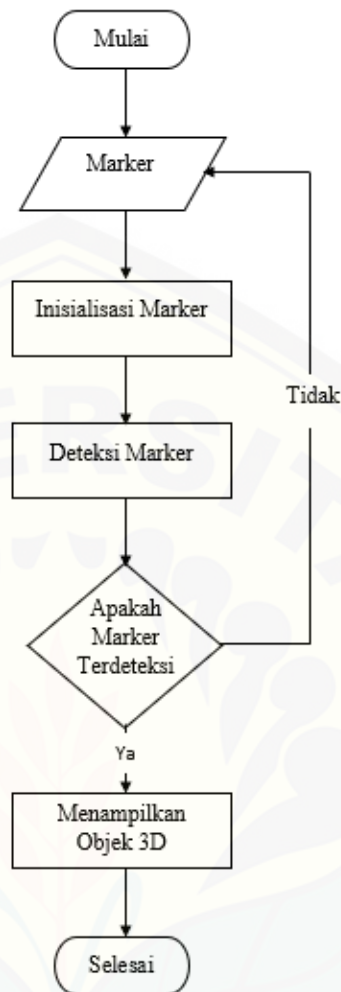 Mulai
Marker
Inisialisasi Marker
Tidak
Deteksi Marker
Apakah
Marker
Terdeteksi
Ya
Menampilkan
Objek 3D
Selesai